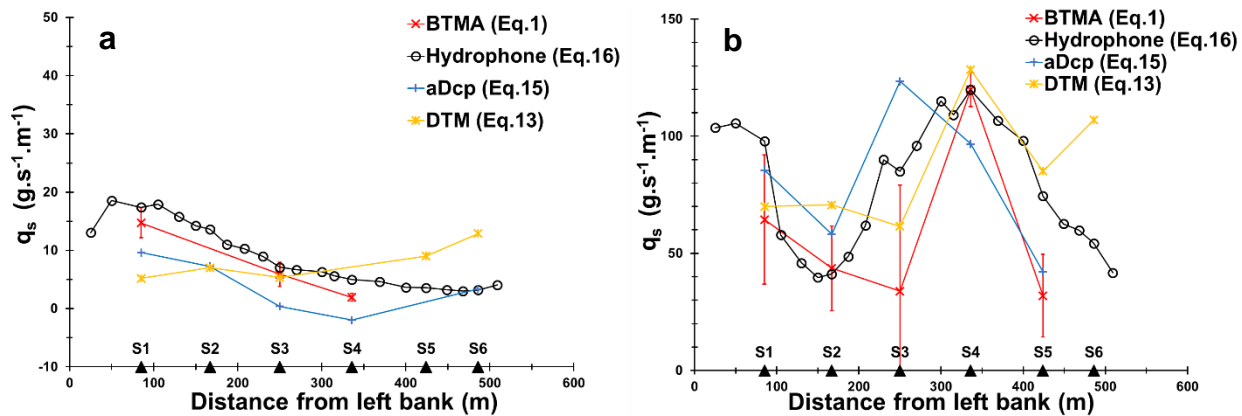 a
BTMA (Eq.1)
Hydrophone (Eq.16)
aDcp (Eq.15)
DTM (Eq.13)
qs (g.s-1.m-1)
50
40
30
20
10
0
-10
S1 S2 S3 S4 S5 S6
0 100 200 300 400 500 600
Distance from left bank (m)
b
BTMA (Eq.1)
Hydrophone (Eq.16)
aDcp (Eq.15)
DTM (Eq.13)
qs (g.s-1.m-1)
150
100
50
0
S1 S2 S3 S4 S5 S6
0 100 200 300 400 500 600
Distance from left bank (m)